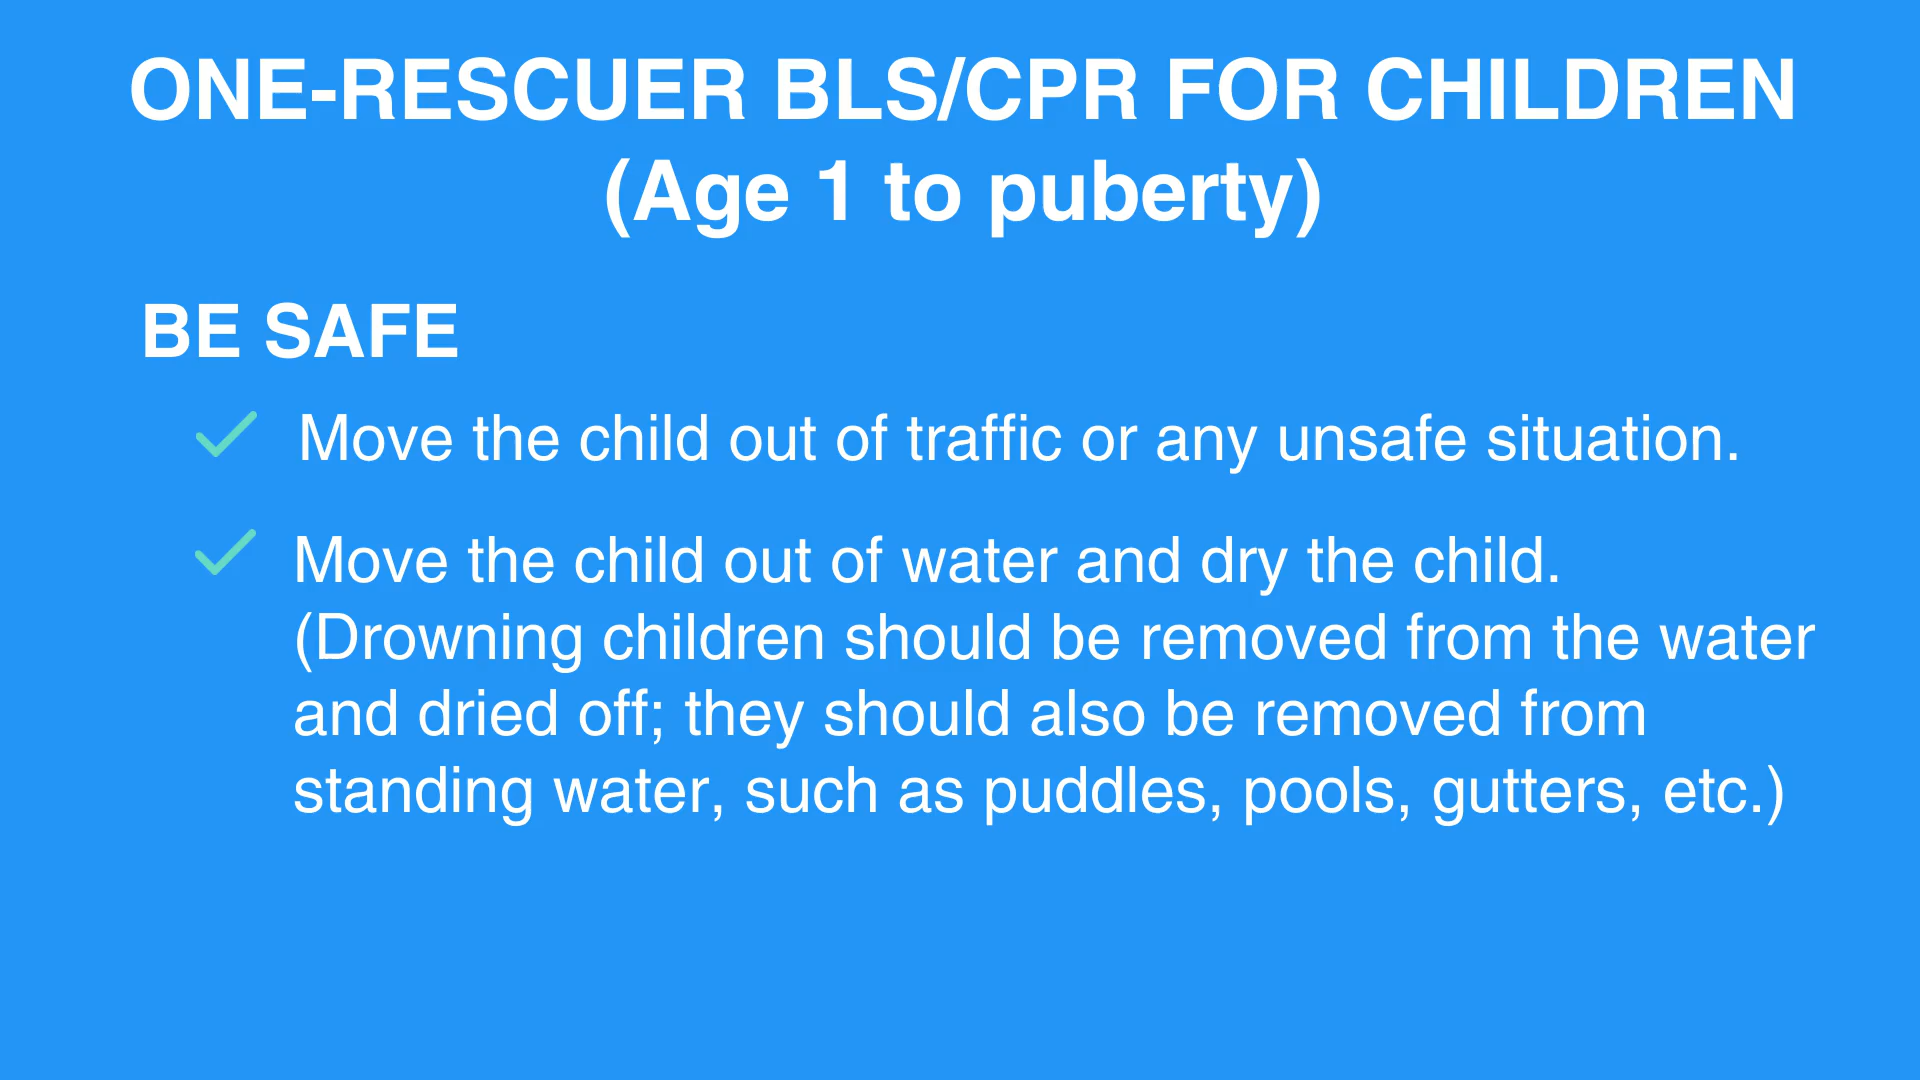 ONE-RESCUER BLS/CPR FOR CHILDREN
(Age 1 to puberty)
BE SAFE
Move the child out of traffic or any unsafe situation.
Move the child out of water and dry the child.
(Drowning children should be removed from the water
and dried off; they should also be removed from
standing water, such as puddles, pools, gutters, etc.)